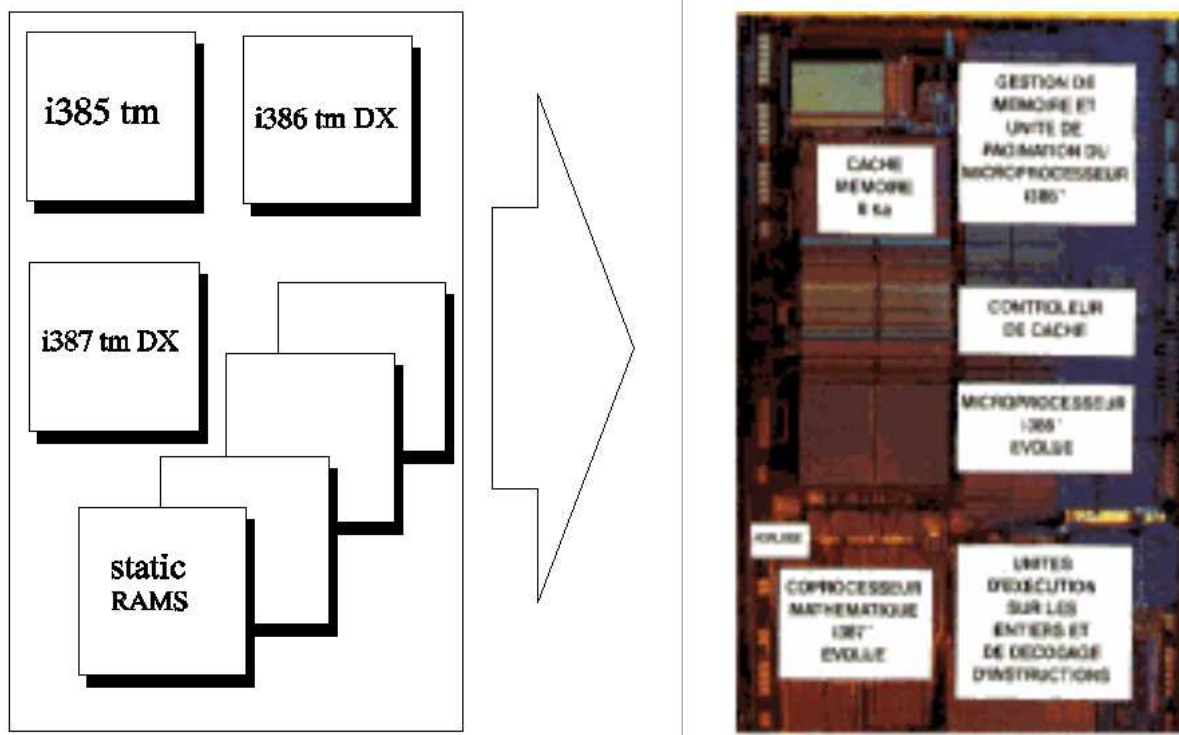 i385 tm
i386 tm DX
i387 tm DX
static
RAMS
GESTION DE
MEMOIRE ET
UNITE DE
PAGINATION DU
MICROPROCESSEUR
CACHE
MEMOIRE
CONTROLEUR
DE CACHE
MICROPROCESSEUR
EVOLUE
COPROCESSEUR
MATHEMATIQUE
i387™
EVOLUE
UNITES
D'EXECUTION
SUR LES
ENTIERS ET
DE DECODAGE
D'INSTRUCTIONS